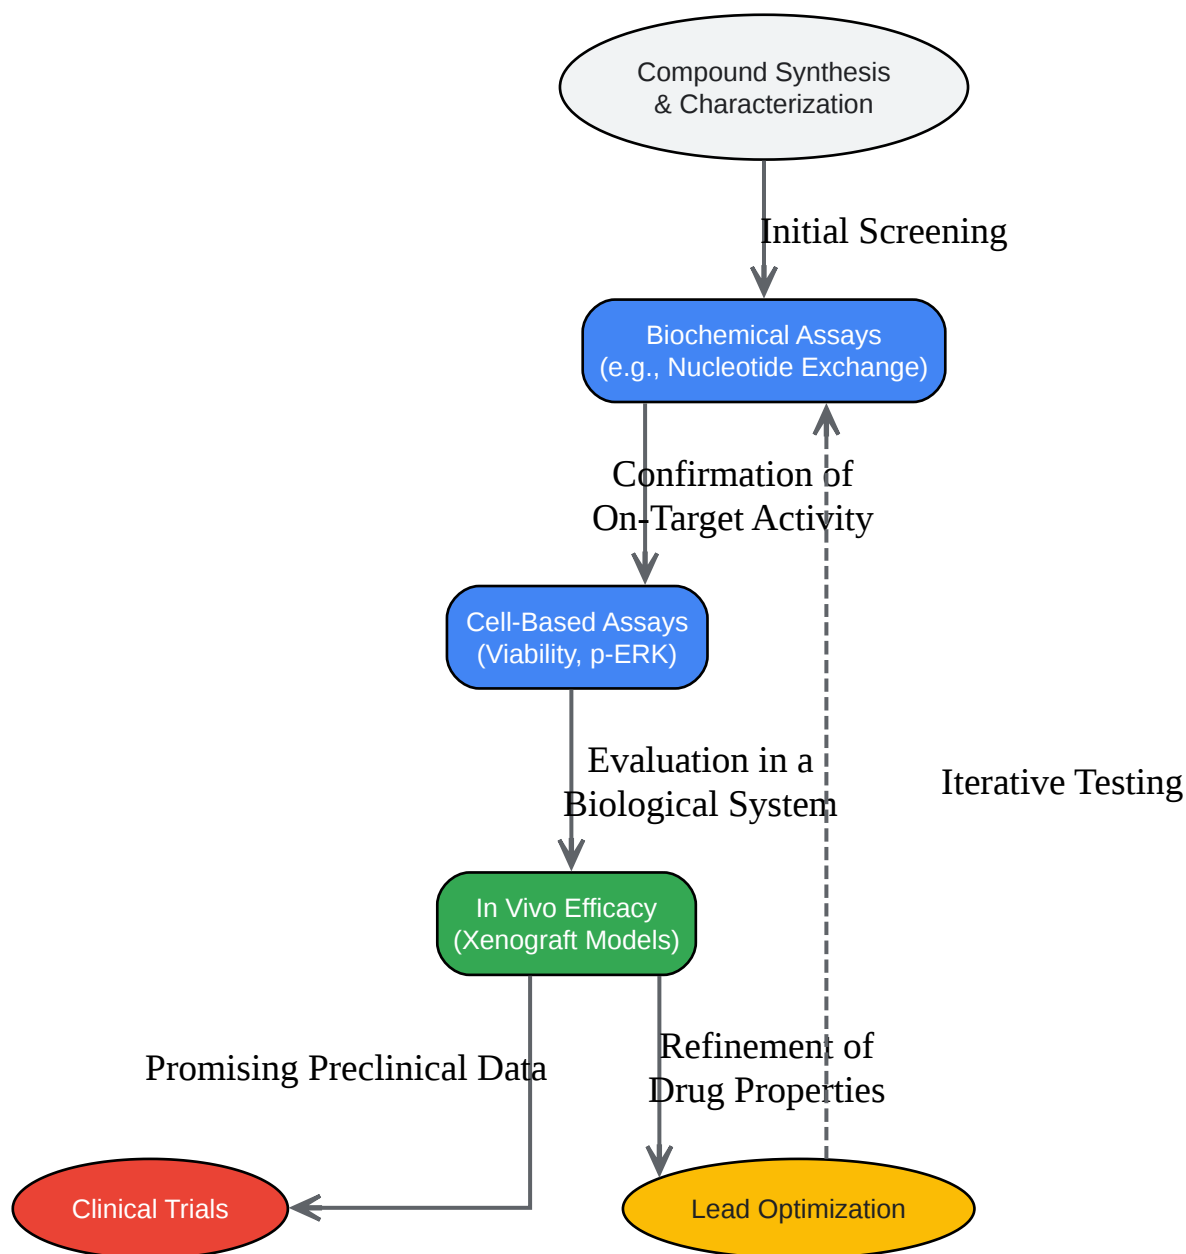 Compound Synthesis
& Characterization
Initial Screening
Biochemical Assays
(e.g., Nucleotide Exchange)
Confirmation of
On-Target Activity
Cell-Based Assays
(Viability, p-ERK)
Evaluation in a
Biological System
Iterative Testing
In Vivo Efficacy
(Xenograft Models)
Promising Preclinical Data
Refinement of
Drug Properties
Clinical Trials
Lead Optimization